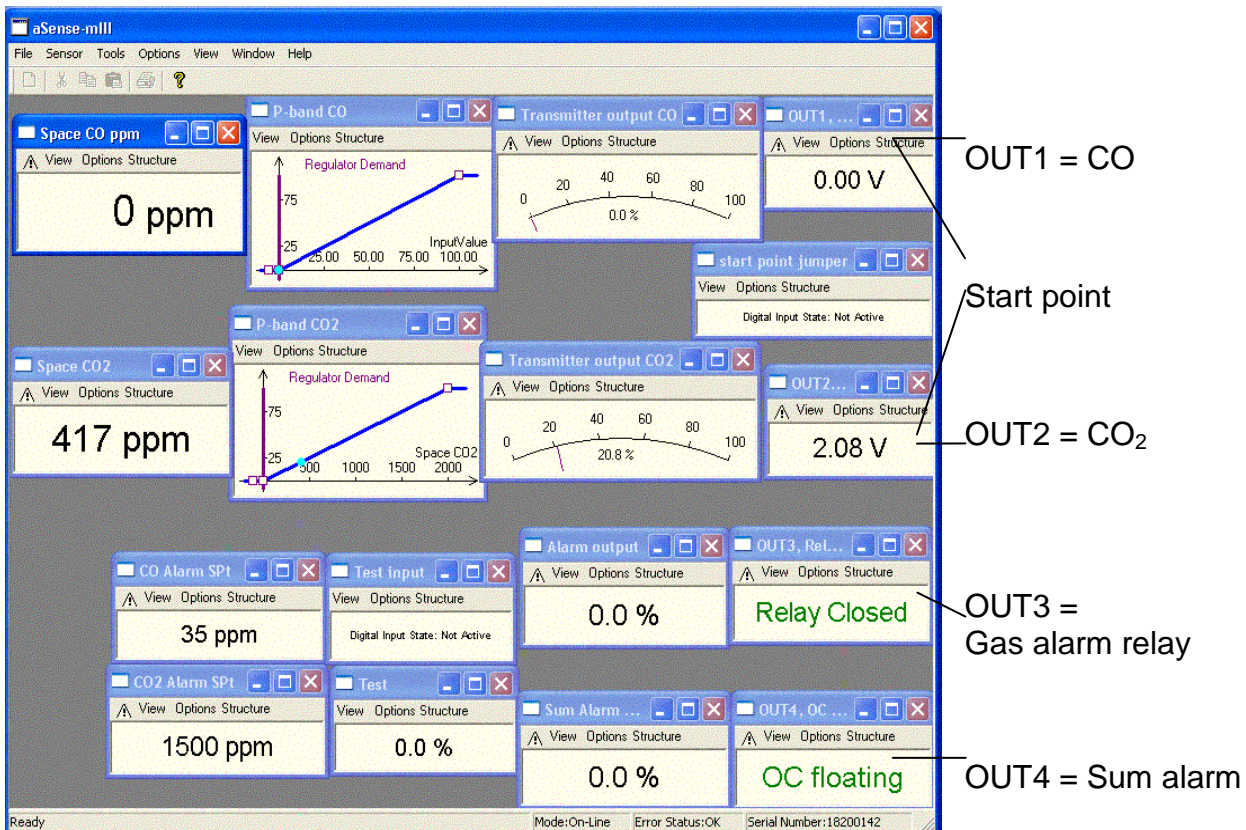 aSense-mIII
File Sensor Tools Options View Window Help
Space CO ppm
View Options Structure
0 ppm
P-band CO
View Options Structure
Regulator Demand
75
25
InputValue
25.00 50.00 75.00 100.00
Transmitter output CO
View Options Structure
0 20 40 60 80 100
0.0 %
OUT1, ...
View Options Structure
0.00 V
OUT1 = CO
start point jumper
View Options Structure
Digital Input State: Not Active
Start point
Space CO2
View Options Structure
417 ppm
P-band CO2
View Options Structure
Regulator Demand
75
25
Space CO2
500 1000 1500 2000
Transmitter output CO2
View Options Structure
0 20 40 60 80 100
20.8 %
OUT2...
View Options Structure
2.08 V
OUT2 = CO₂
CO Alarm SPt
View Options Structure
35 ppm
Test input
View Options Structure
Digital Input State: Not Active
Alarm output
View Options Structure
0.0 %
OUT3, Rel...
View Options Structure
Relay Closed
OUT3 =
Gas alarm relay
CO2 Alarm SPt
View Options Structure
1500 ppm
Test
View Options Structure
0.0 %
Sum Alarm ...
View Options Structure
0.0 %
OUT4, OC ...
View Options Structure
OC floating
OUT4 = Sum alarm
Ready
Mode:On-Line Error Status:OK Serial Number:18200142